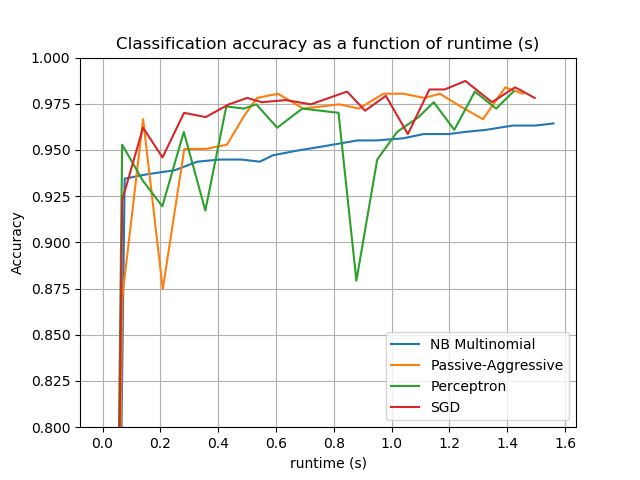 Classification accuracy as a function of runtime (s)
1.000
0.975
0.950
0.925
0.900
0.875
0.850
0.825
0.800
Accuracy
NB Multinomial
Passive-Aggressive
Perceptron
SGD
0.0 0.2 0.4 0.6 0.8 1.0 1.2 1.4 1.6
runtime (s)